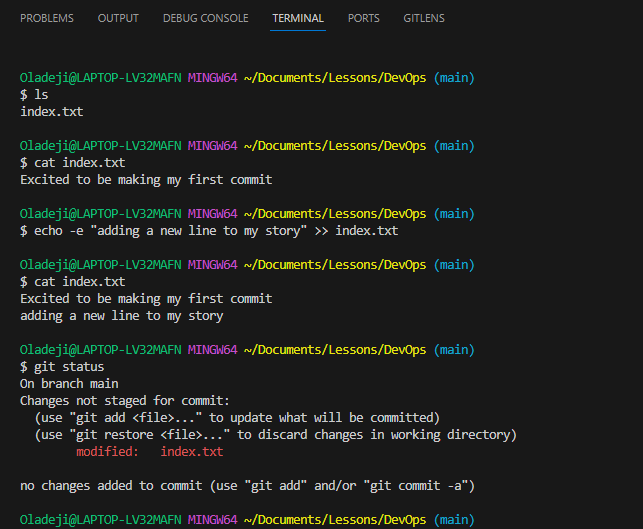 PROBLEMS OUTPUT DEBUG CONSOLE TERMINAL PORTS GITLENS
Oladeji@LAPTOP-LV32MAFN MINGW64 ~/Documents/Lessons/DevOps (main)
$ ls
index.txt
Oladeji@LAPTOP-LV32MAFN MINGW64 ~/Documents/Lessons/DevOps (main)
$ cat index.txt
Excited to be making my first commit
Oladeji@LAPTOP-LV32MAFN MINGW64 ~/Documents/Lessons/DevOps (main)
$ echo -e "adding a new line to my story" >> index.txt
Oladeji@LAPTOP-LV32MAFN MINGW64 ~/Documents/Lessons/DevOps (main)
$ cat index.txt
Excited to be making my first commit
adding a new line to my story
Oladeji@LAPTOP-LV32MAFN MINGW64 ~/Documents/Lessons/DevOps (main)
$ git status
On branch main
Changes not staged for commit:
  (use "git add <file>..." to update what will be committed)
  (use "git restore <file>..." to discard changes in working directory)
        modified:   index.txt
no changes added to commit (use "git add" and/or "git commit -a")
Oladeji@LAPTOP-LV32MAFN MINGW64 ~/Documents/Lessons/DevOps (main)